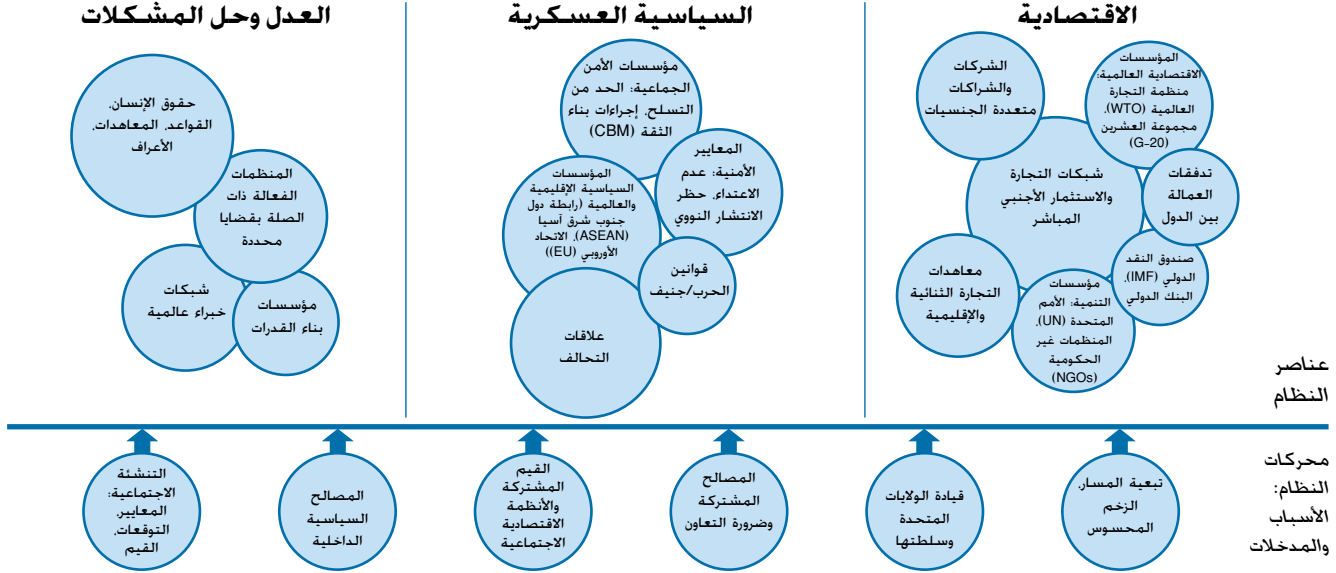 الاقتصادية
المؤسسات
الاقتصادية العالمية:
منظمة التجارة
العالمية (WTO)،
مجموعة العشرين
(G-20)
الشركات
والشراكات
متعددة الجنسيات
شبكات التجارة
والاستثمار الأجنبي
المباشر
تدفقات
العمالة
بين الدول
صندوق النقد
الدولي (IMF)،
البنك الدولي
مؤسسات
التنمية: الأمم
المتحدة (UN)،
المنظمات غير
الحكومية
(NGOs)
معاهدات
التجارة الثنائية
والإقليمية
السياسية العسكرية
مؤسسات الأمن
الجماعية: الحد من
التسلح، إجراءات بناء
الثقة (CBM)
المعايير
الأمنية: عدم
الاعتداء، حظر
الانتشار النووي
المؤسسات
السياسية الإقليمية
والعالمية (رابطة دول
جنوب شرق آسيا
(ASEAN)، الاتحاد
الأوروبي (EU))
قوانين
الحرب/جنيف
علاقات
التحالف
العدل وحل المشكلات
حقوق الإنسان،
القواعد، المعاهدات،
الأعراف
المنظمات
الفعالة ذات
الصلة بقضايا
محددة
شبكات
خبراء عالمية
مؤسسات
بناء القدرات
عناصر
النظام
محركات
النظام:
الأسباب
والمدخلات
تبعية المسار،
الزخم
المحسوس
قيادة الولايات
المتحدة
وسلطتها
المصالح
المشتركة
وضرورة التعاون
القيم
المشتركة
والأنظمة
الاقتصادية
الاجتماعية
المصالح
السياسية
الداخلية
التنشئة
الاجتماعية:
المعايير،
التوقعات،
القيم